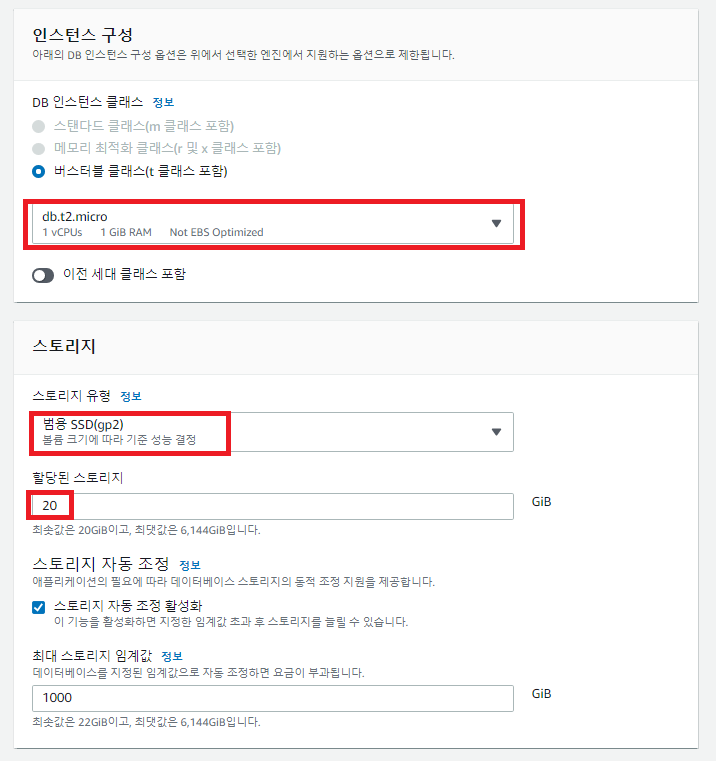 인스턴스 구성
아래의 DB 인스턴스 구성 옵션은 위에서 선택한 엔진에서 지원하는 옵션으로 제한됩니다.
DB 인스턴스 클래스 정보
스탠다드 클래스(m 클래스 포함)
메모리 최적화 클래스(r 및 x 클래스 포함)
버스터블 클래스(t 클래스 포함)
db.t2.micro
1 vCPUs 1 GiB RAM Not EBS Optimized
이전 세대 클래스 포함
스토리지
스토리지 유형 정보
범용 SSD(gp2)
볼륨 크기에 따라 기준 성능 결정
할당된 스토리지
20 GiB
최솟값은 20GiB이고, 최댓값은 6,144GiB입니다.
스토리지 자동 조정 정보
애플리케이션의 필요에 따라 데이터베이스 스토리지의 동적 조정 지원을 제공합니다.
스토리지 자동 조정 활성화
이 기능을 활성화하면 지정한 임계값 초과 후 스토리지를 늘릴 수 있습니다.
최대 스토리지 임계값 정보
데이터베이스를 지정된 임계값으로 자동 조정하면 요금이 부과됩니다.
1000 GiB
최솟값은 22GiB이고, 최댓값은 6,144GiB입니다.